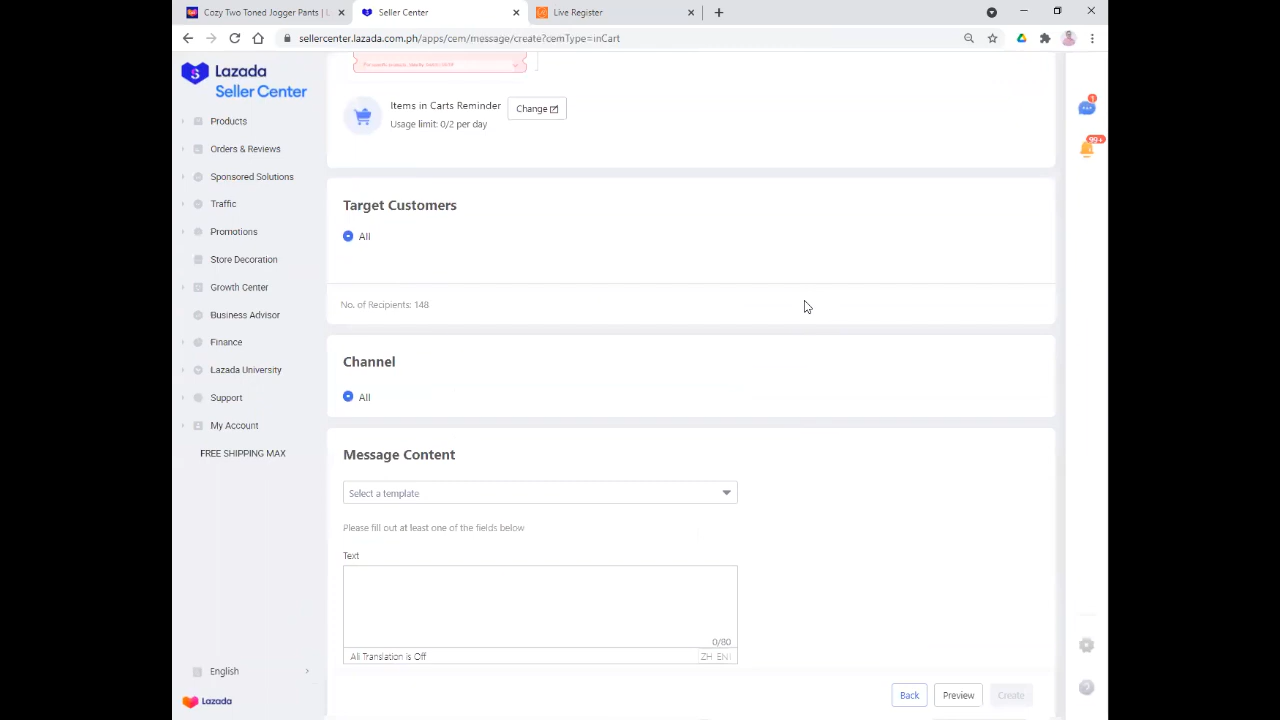 Cozy Two Toned Jogger Pants | L
Seller Center
Live Register
sellercenter.lazada.com.ph/apps/cem/message/create?cemType=inCart
Lazada
Seller Center
Products
Orders & Reviews
Sponsored Solutions
Traffic
Promotions
Store Decoration
Growth Center
Business Advisor
Finance
Lazada University
Support
My Account
FREE SHIPPING MAX
English
Lazada
Items in Carts Reminder
Change
Usage limit: 0/2 per day
Target Customers
All
No. of Recipients: 148
Channel
All
Message Content
Select a template
Please fill out at least one of the fields below
Text
0/80
Ali Translation is Off
ZH EN
Back
Preview
Create
99+